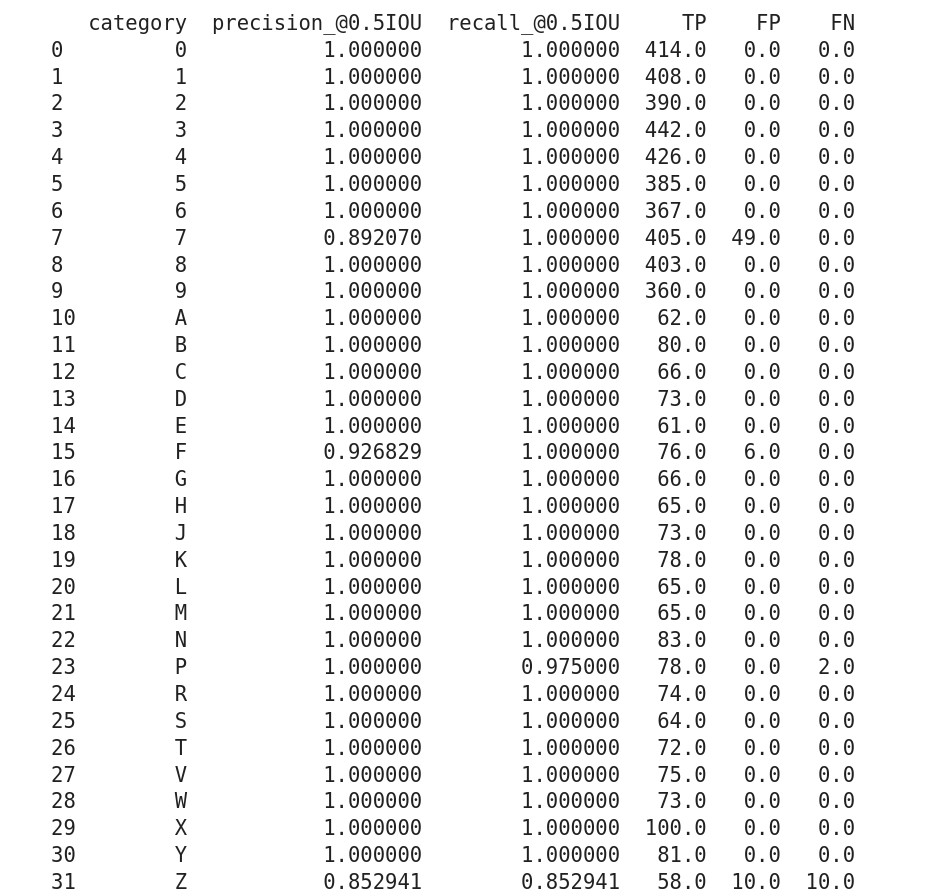 category precision_@0.5IOU recall_@0.5IOU TP FP FN
0 0 1.000000 1.000000 414.0 0.0 0.0
1 1 1.000000 1.000000 408.0 0.0 0.0
2 2 1.000000 1.000000 390.0 0.0 0.0
3 3 1.000000 1.000000 442.0 0.0 0.0
4 4 1.000000 1.000000 426.0 0.0 0.0
5 5 1.000000 1.000000 385.0 0.0 0.0
6 6 1.000000 1.000000 367.0 0.0 0.0
7 7 0.892070 1.000000 405.0 49.0 0.0
8 8 1.000000 1.000000 403.0 0.0 0.0
9 9 1.000000 1.000000 360.0 0.0 0.0
10 A 1.000000 1.000000 62.0 0.0 0.0
11 B 1.000000 1.000000 80.0 0.0 0.0
12 C 1.000000 1.000000 66.0 0.0 0.0
13 D 1.000000 1.000000 73.0 0.0 0.0
14 E 1.000000 1.000000 61.0 0.0 0.0
15 F 0.926829 1.000000 76.0 6.0 0.0
16 G 1.000000 1.000000 66.0 0.0 0.0
17 H 1.000000 1.000000 65.0 0.0 0.0
18 J 1.000000 1.000000 73.0 0.0 0.0
19 K 1.000000 1.000000 78.0 0.0 0.0
20 L 1.000000 1.000000 65.0 0.0 0.0
21 M 1.000000 1.000000 65.0 0.0 0.0
22 N 1.000000 1.000000 83.0 0.0 0.0
23 P 1.000000 0.975000 78.0 0.0 2.0
24 R 1.000000 1.000000 74.0 0.0 0.0
25 S 1.000000 1.000000 64.0 0.0 0.0
26 T 1.000000 1.000000 72.0 0.0 0.0
27 V 1.000000 1.000000 75.0 0.0 0.0
28 W 1.000000 1.000000 73.0 0.0 0.0
29 X 1.000000 1.000000 100.0 0.0 0.0
30 Y 1.000000 1.000000 81.0 0.0 0.0
31 Z 0.852941 0.852941 58.0 10.0 10.0